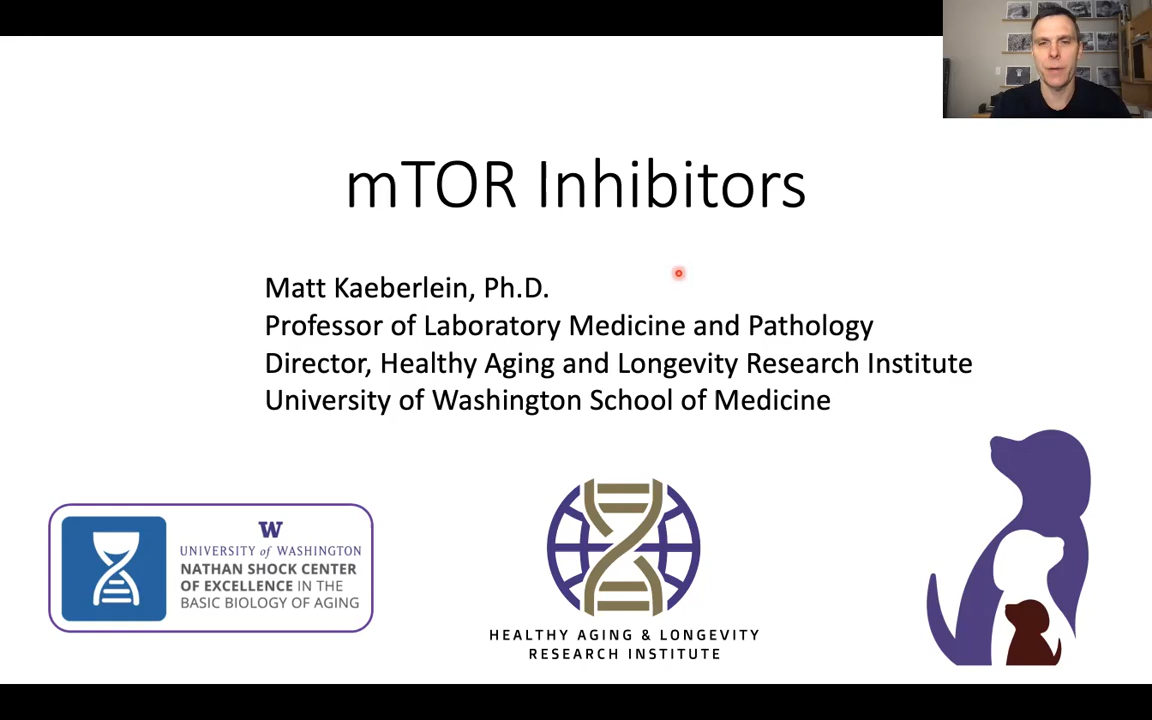 mTOR Inhibitors
Matt Kaeberlein, Ph.D.
Professor of Laboratory Medicine and Pathology
Director, Healthy Aging and Longevity Research Institute
University of Washington School of Medicine
W
UNIVERSITY of WASHINGTON
NATHAN SHOCK CENTER
OF EXCELLENCE IN THE
BASIC BIOLOGY OF AGING
HEALTHY AGING & LONGEVITY
RESEARCH INSTITUTE